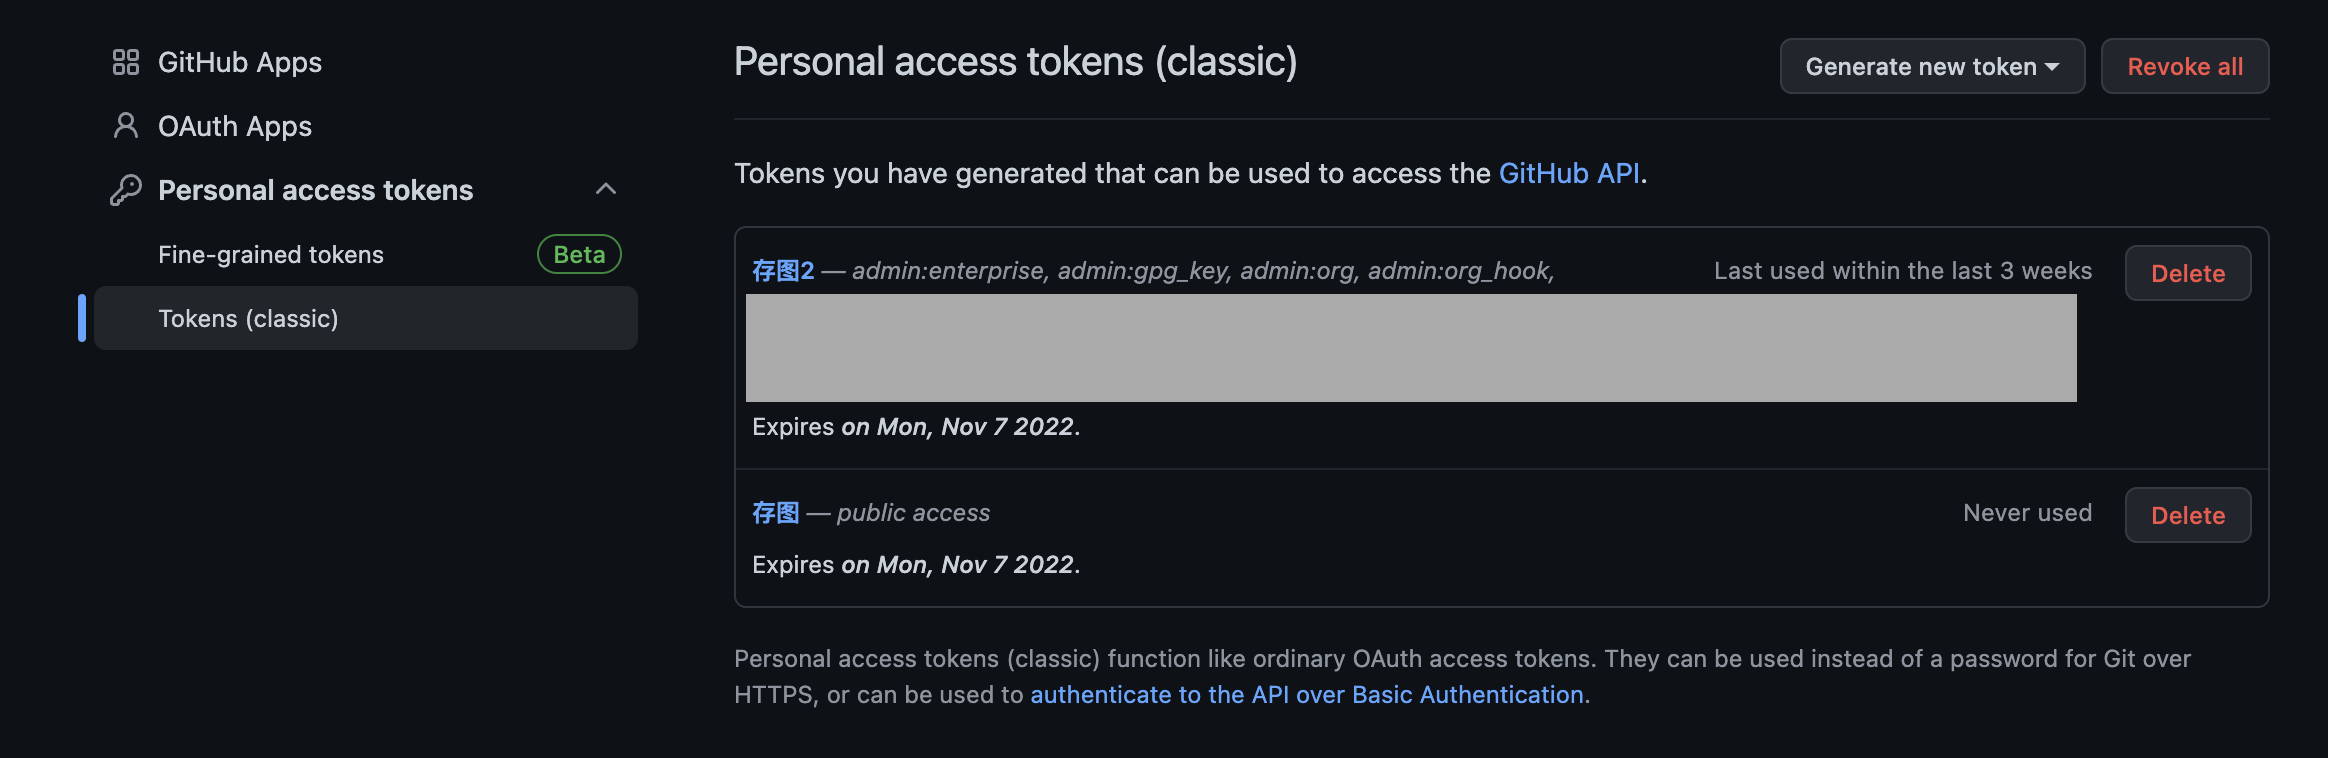 GitHub Apps
OAuth Apps
Personal access tokens
Fine-grained tokens Beta
Tokens (classic)
Personal access tokens (classic)
Generate new token
Revoke all
Tokens you have generated that can be used to access the GitHub API.
存图2 — admin:enterprise, admin:gpg_key, admin:org, admin:org_hook,
Last used within the last 3 weeks
Delete
Expires on Mon, Nov 7 2022.
存图 — public access
Never used
Delete
Expires on Mon, Nov 7 2022.
Personal access tokens (classic) function like ordinary OAuth access tokens. They can be used instead of a password for Git over
HTTPS, or can be used to authenticate to the API over Basic Authentication.